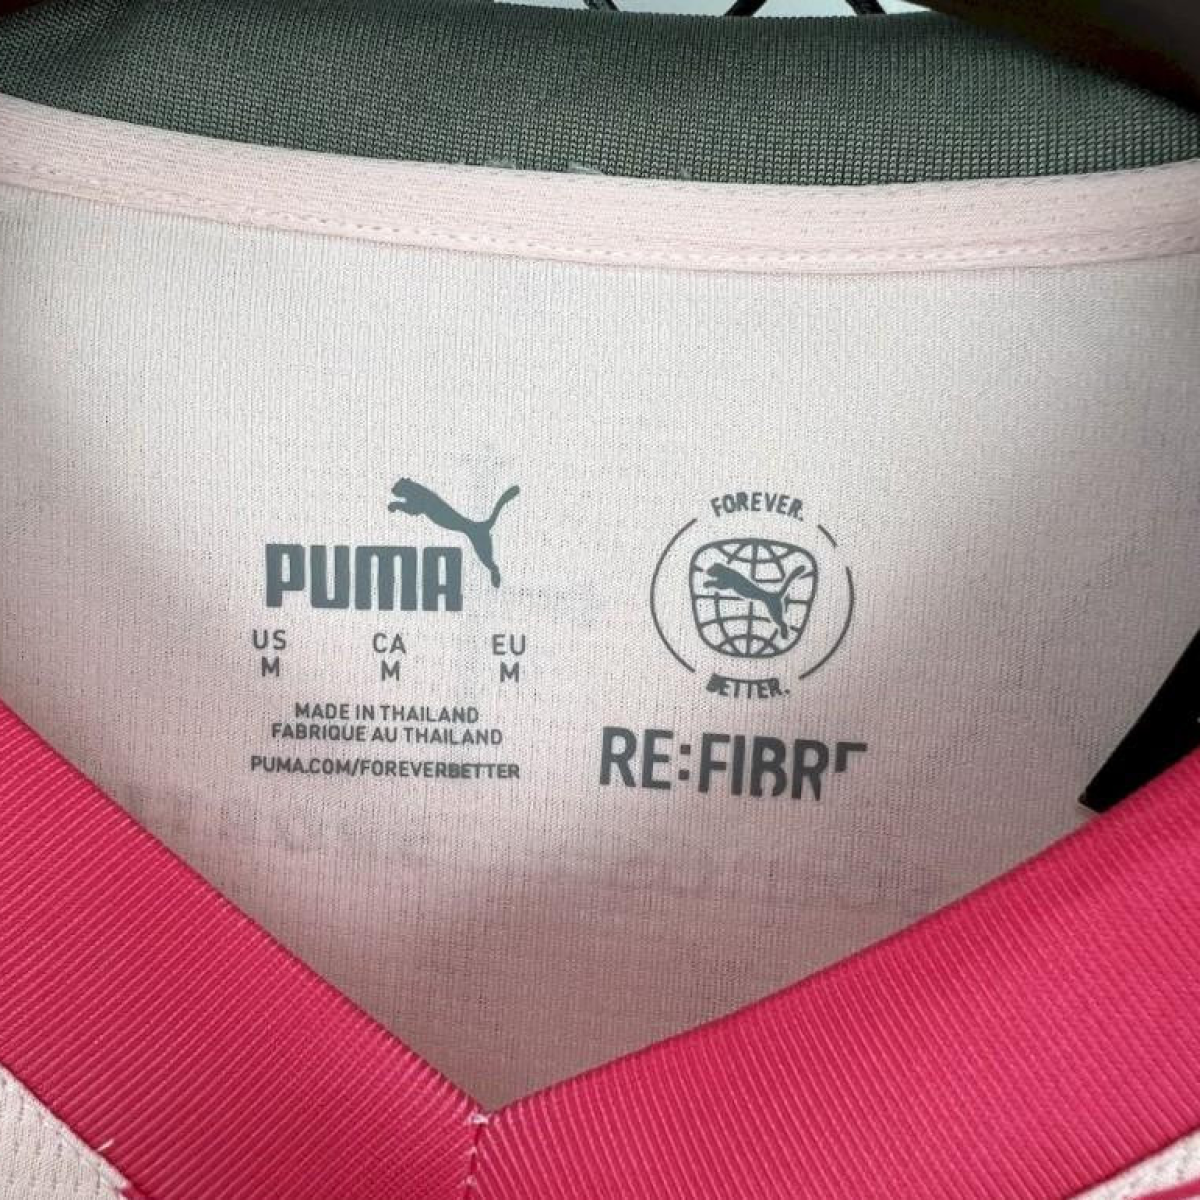 PUMA
US CA EU
M M M
MADE IN THAILAND
FABRIQUE AU THAILAND
PUMA.COM/FOREVERBETTER
FOREVER.
BETTER.
RE:FIBRE